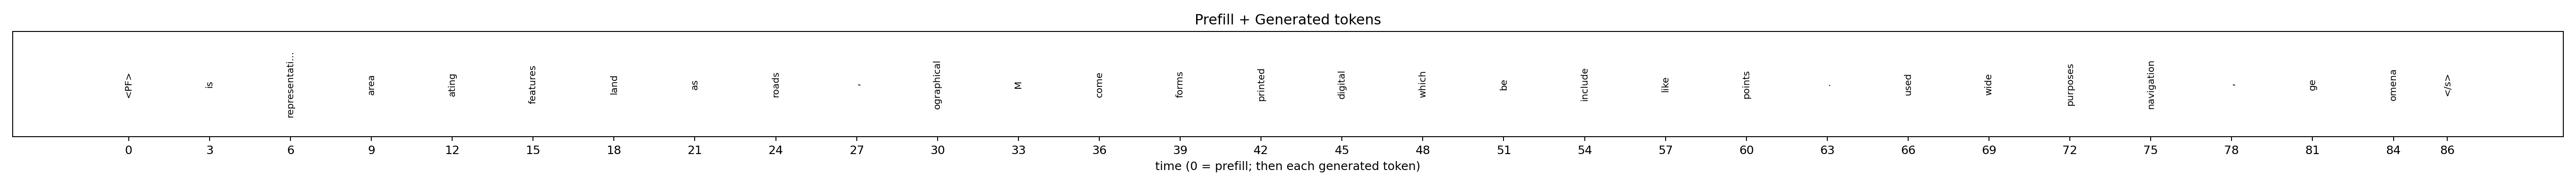 Prefill + Generated tokens
<PF> is representati... area ating features land as roads , ographical M come forms printed digital which be include like points . used wide purposes navigation , ge omena </s>
0 3 6 9 12 15 18 21 24 27 30 33 36 39 42 45 48 51 54 57 60 63 66 69 72 75 78 81 84 86
time (0 = prefill; then each generated token)